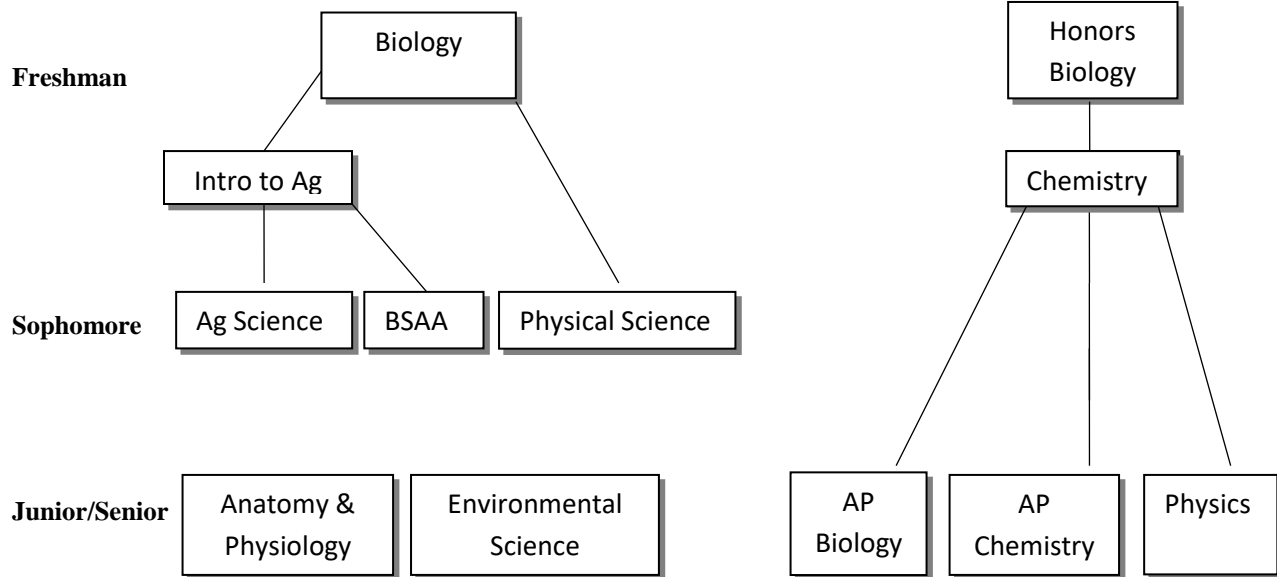 Biology
Honors
Biology
Freshman
Intro to Ag
Chemistry
Sophomore
Ag Science
BSAA
Physical Science
Junior/Senior
Anatomy &
Physiology
Environmental
Science
AP
Biology
AP
Chemistry
Physics